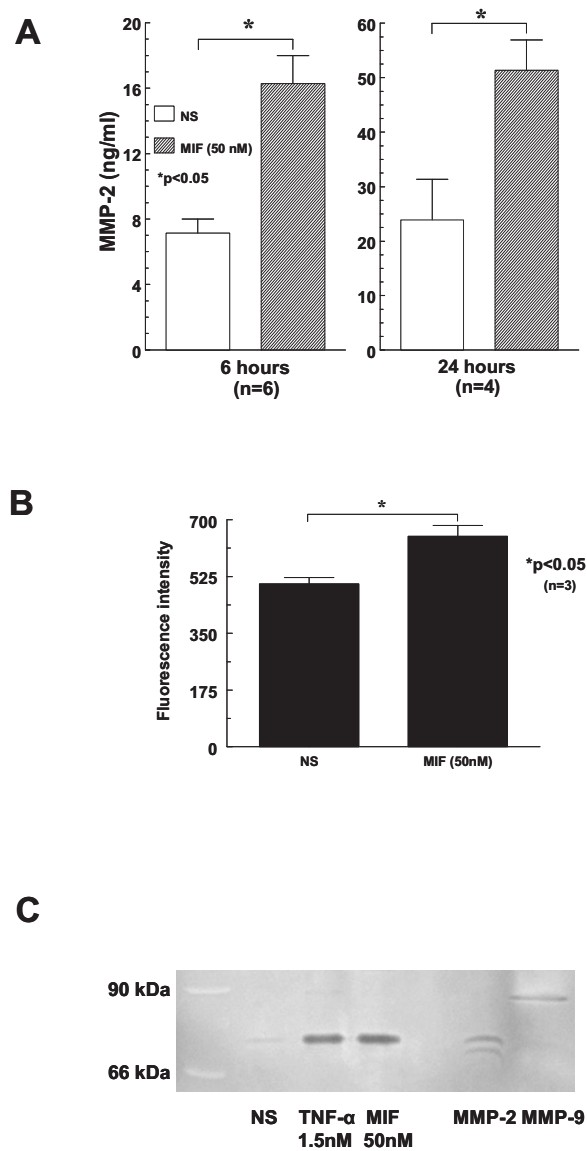 A
MMP-2 (ng/ml)
20
16
12
8
4
0
*
NS
MIF (50 nM)
*p<0.05
6 hours
(n=6)
60
50
40
30
20
10
0
*
24 hours
(n=4)
B
Fluorescence intensity
700
525
350
175
0
*
*p<0.05
(n=3)
NS MIF (50nM)
C
90 kDa
66 kDa
NS TNF-α MIF MMP-2 MMP-9
1.5nM 50nM